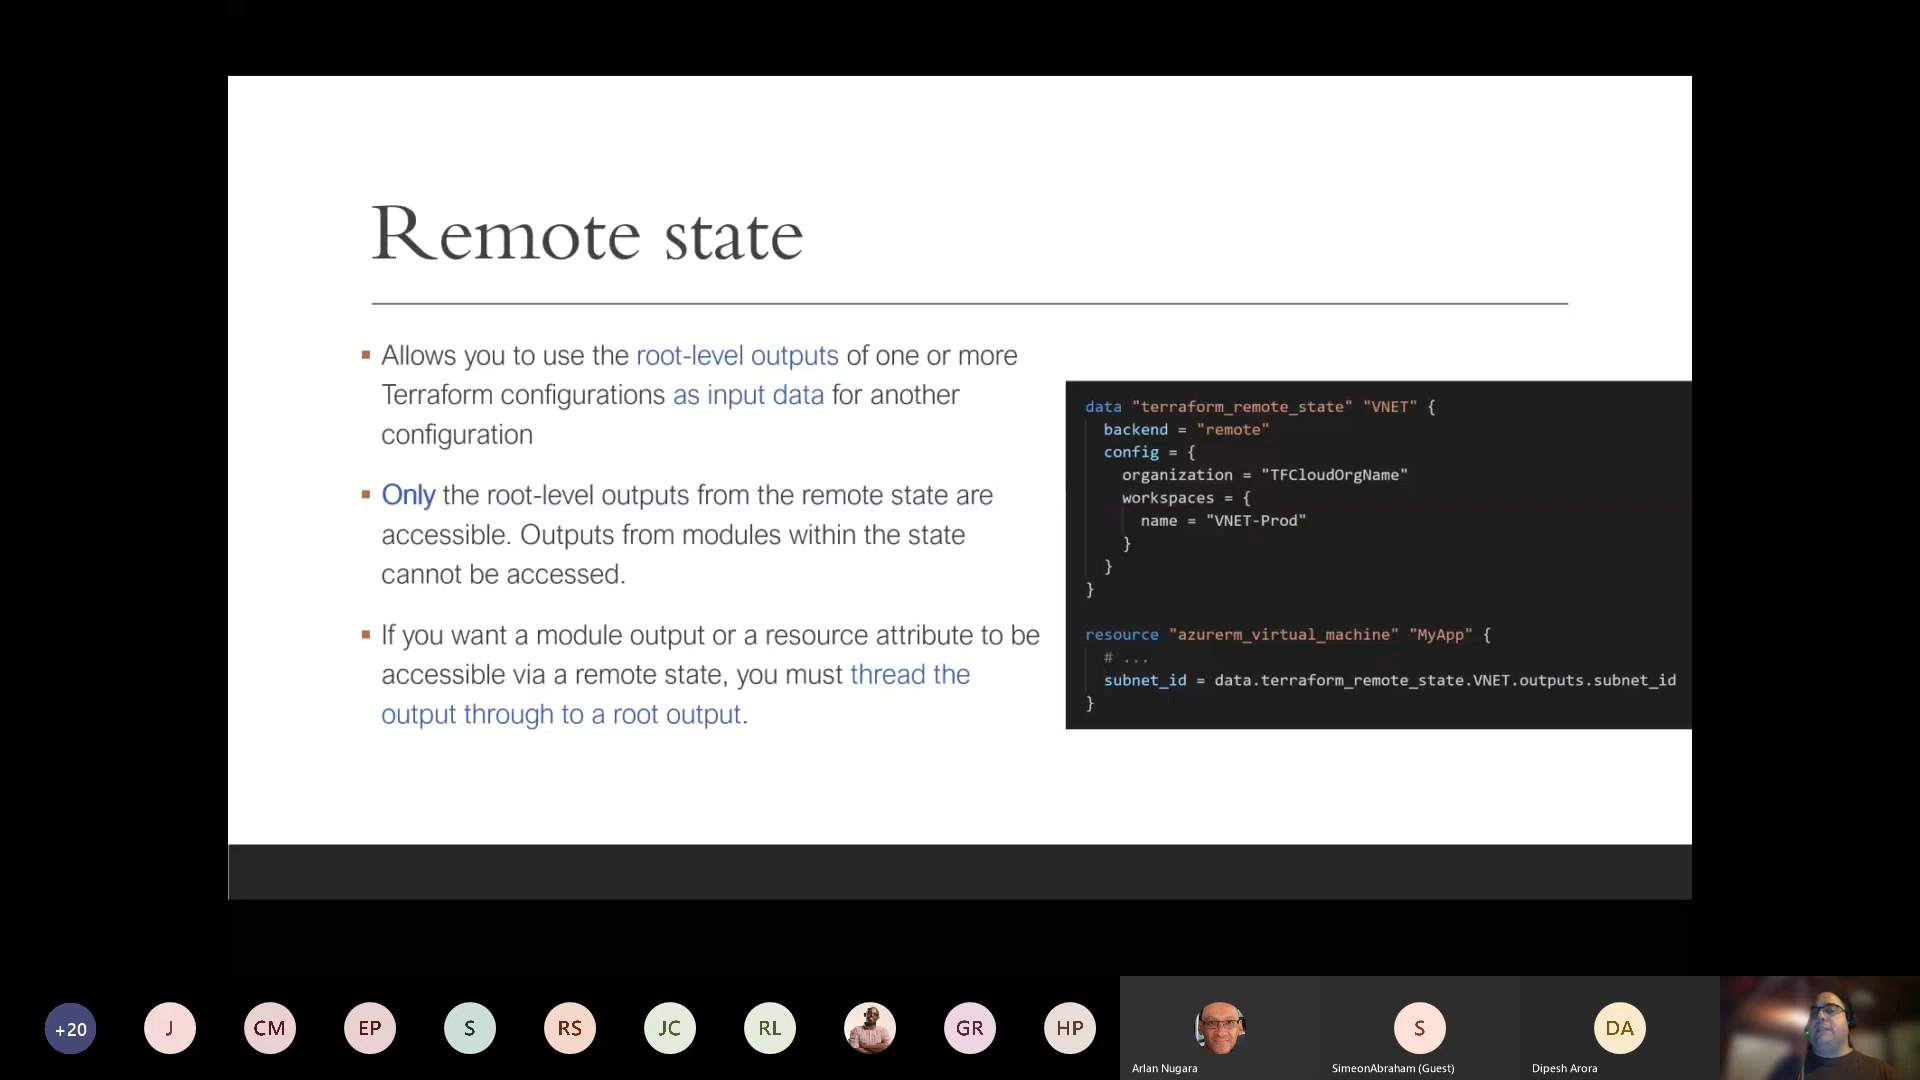 Remote state
▪ Allows you to use the root-level outputs of one or more
Terraform configurations as input data for another
configuration
▪ Only the root-level outputs from the remote state are
accessible. Outputs from modules within the state
cannot be accessed.
▪ If you want a module output or a resource attribute to be
accessible via a remote state, you must thread the
output through to a root output.
data "terraform_remote_state" "VNET" {
backend = "remote"
config = {
organization = "TFCloudOrgName"
workspaces = {
name = "VNET-Prod"
}
}
}
resource "azurerm_virtual_machine" "MyApp" {
# ...
subnet_id = data.terraform_remote_state.VNET.outputs.subnet_id
}
+20
J
CM
EP
S
RS
JC
RL
GR
HP
Arlan Nugara
S
SimeonAbraham (Guest)
DA
Dipesh Arora